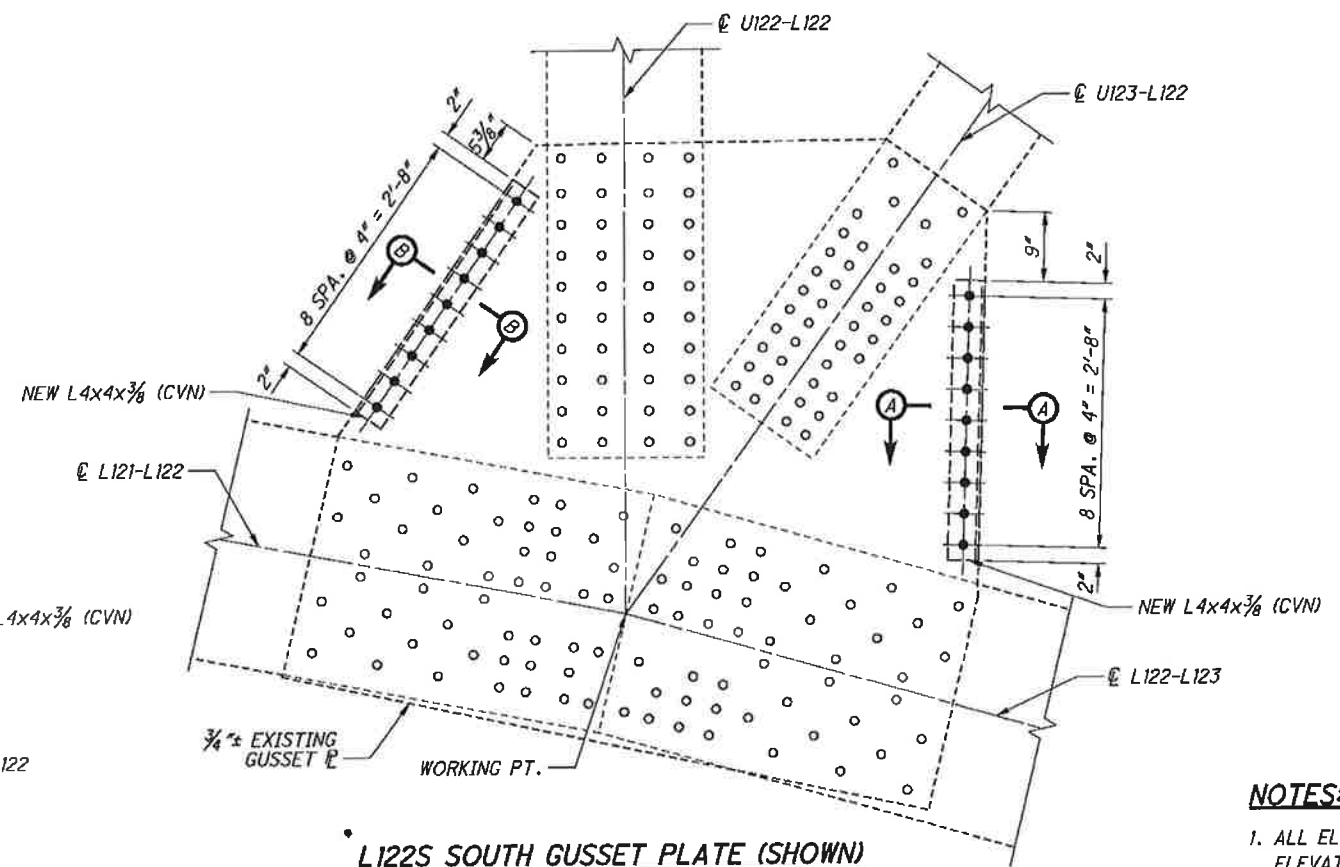 ℄ U122-L122
℄ U123-L122
2"
5⅜"
8 SPA. @ 4" = 2'-8"
2"
B
B
NEW L4x4x⅜ (CVN)
℄ L121-L122
9"
2"
8 SPA. @ 4" = 2'-8"
2"
A
A
NEW L4x4x⅜ (CVN)
L4x4x⅜ (CVN)
℄ L122-L123
¾"± EXISTING
GUSSET ℄
WORKING PT.
122
L122S SOUTH GUSSET PLATE (SHOWN)
NOTES:
1. ALL EL
ELEVAT